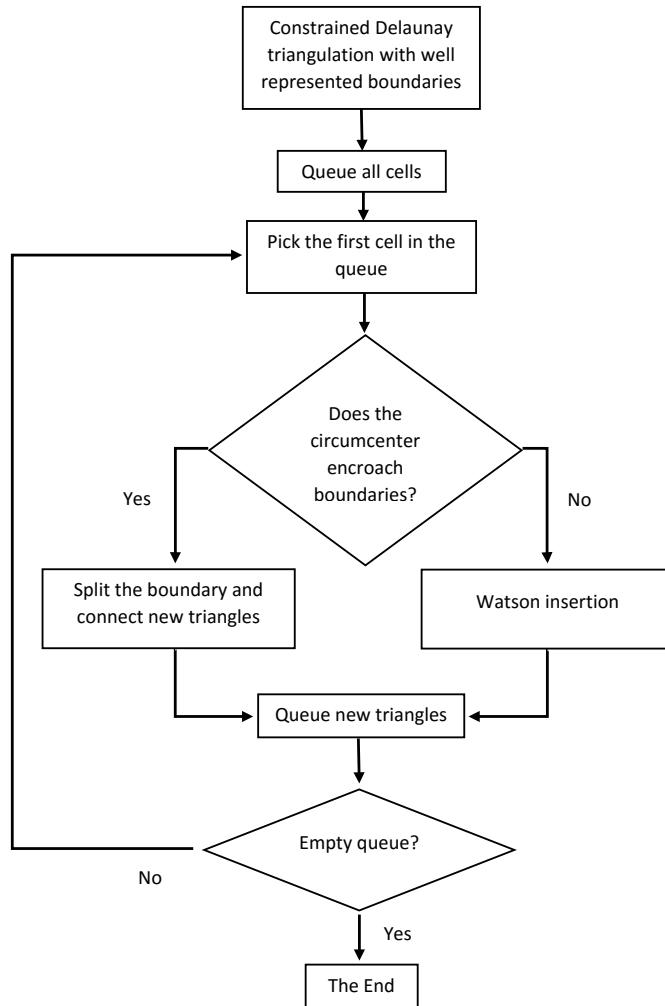 Constrained Delaunay
triangulation with well
represented boundaries
Queue all cells
Pick the first cell in the
queue
Does the
circumcenter
encroach
boundaries?
Yes
No
Split the boundary and
connect new triangles
Watson insertion
Queue new triangles
Empty queue?
No
Yes
The End